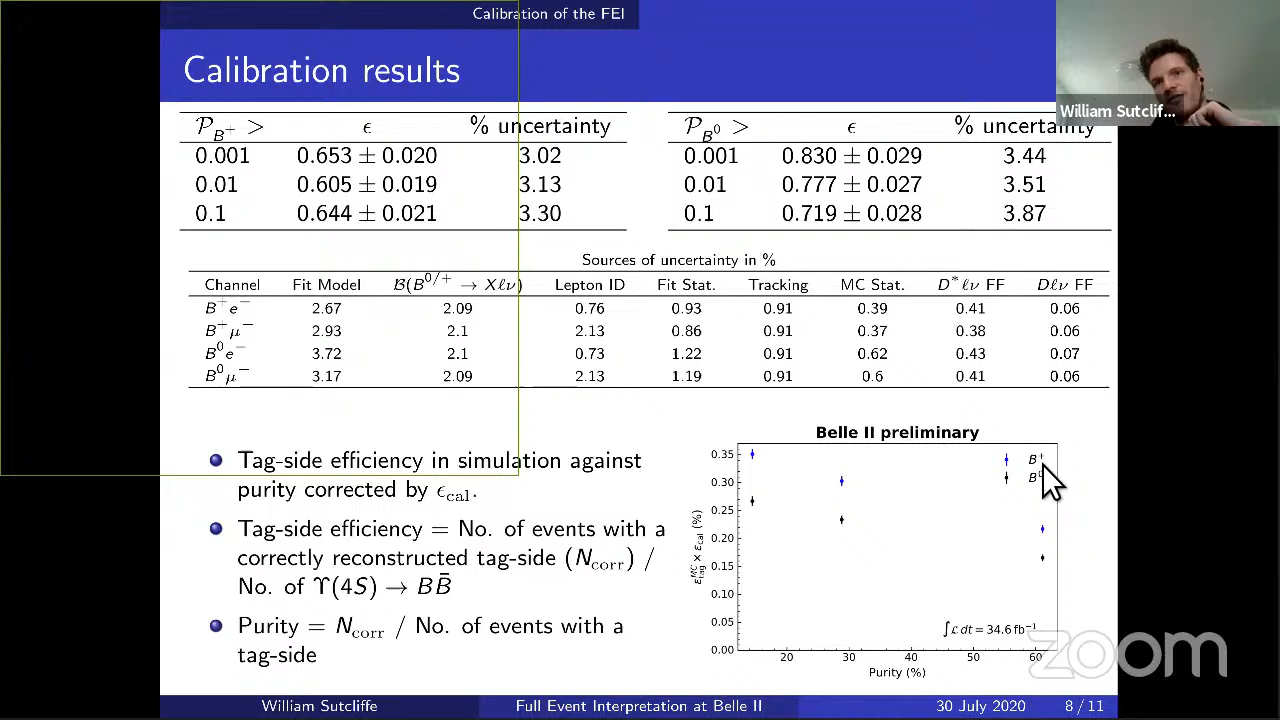 Calibration of the FEI
Calibration results
William Sutclif...
𝒫_B⁺ > ϵ % uncertainty
0.001 0.653 ± 0.020 3.02
0.01 0.605 ± 0.019 3.13
0.1 0.644 ± 0.021 3.30
𝒫_B⁰ > ϵ % uncertainty
0.001 0.830 ± 0.029 3.44
0.01 0.777 ± 0.027 3.51
0.1 0.719 ± 0.028 3.87
Sources of uncertainty in %
Channel Fit Model ℬ(B⁰ᐟ⁺ → Xℓν) Lepton ID Fit Stat. Tracking MC Stat. D*ℓν FF Dℓν FF
B⁺e⁻ 2.67 2.09 0.76 0.93 0.91 0.39 0.41 0.06
B⁺μ⁻ 2.93 2.1 2.13 0.86 0.91 0.37 0.38 0.06
B⁰e⁻ 3.72 2.1 0.73 1.22 0.91 0.62 0.43 0.07
B⁰μ⁻ 3.17 2.09 2.13 1.19 0.91 0.6 0.41 0.06
Tag-side efficiency in simulation against
purity corrected by ϵ_cal.
Tag-side efficiency = No. of events with a
correctly reconstructed tag-side (N_corr) /
No. of Υ(4S) → BB̄
Purity = N_corr / No. of events with a
tag-side
Belle II preliminary
B⁺
B⁰
0.35
0.30
0.25
0.20
0.15
0.10
0.05
0.00
ε_tag^MC × ε_cal (%)
∫ℒ dt = 34.6 fb⁻¹
20 30 40 50 60
Purity (%)
zoom
William Sutcliffe Full Event Interpretation at Belle II 30 July 2020 8 / 11